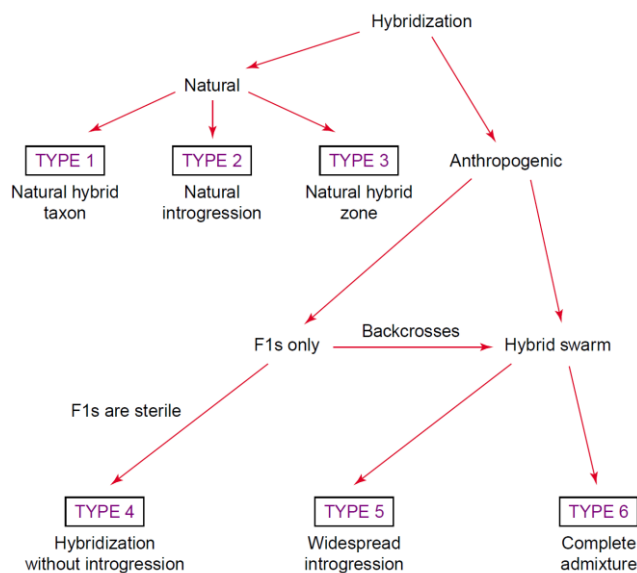 Hybridization
Natural
TYPE 1
TYPE 2
TYPE 3
Anthropogenic
Natural hybrid
taxon
Natural
introgression
Natural hybrid
zone
Backcrosses
F1s only
Hybrid swarm
F1s are sterile
TYPE 4
TYPE 5
TYPE 6
Hybridization
without introgression
Widespread
introgression
Complete
admixture